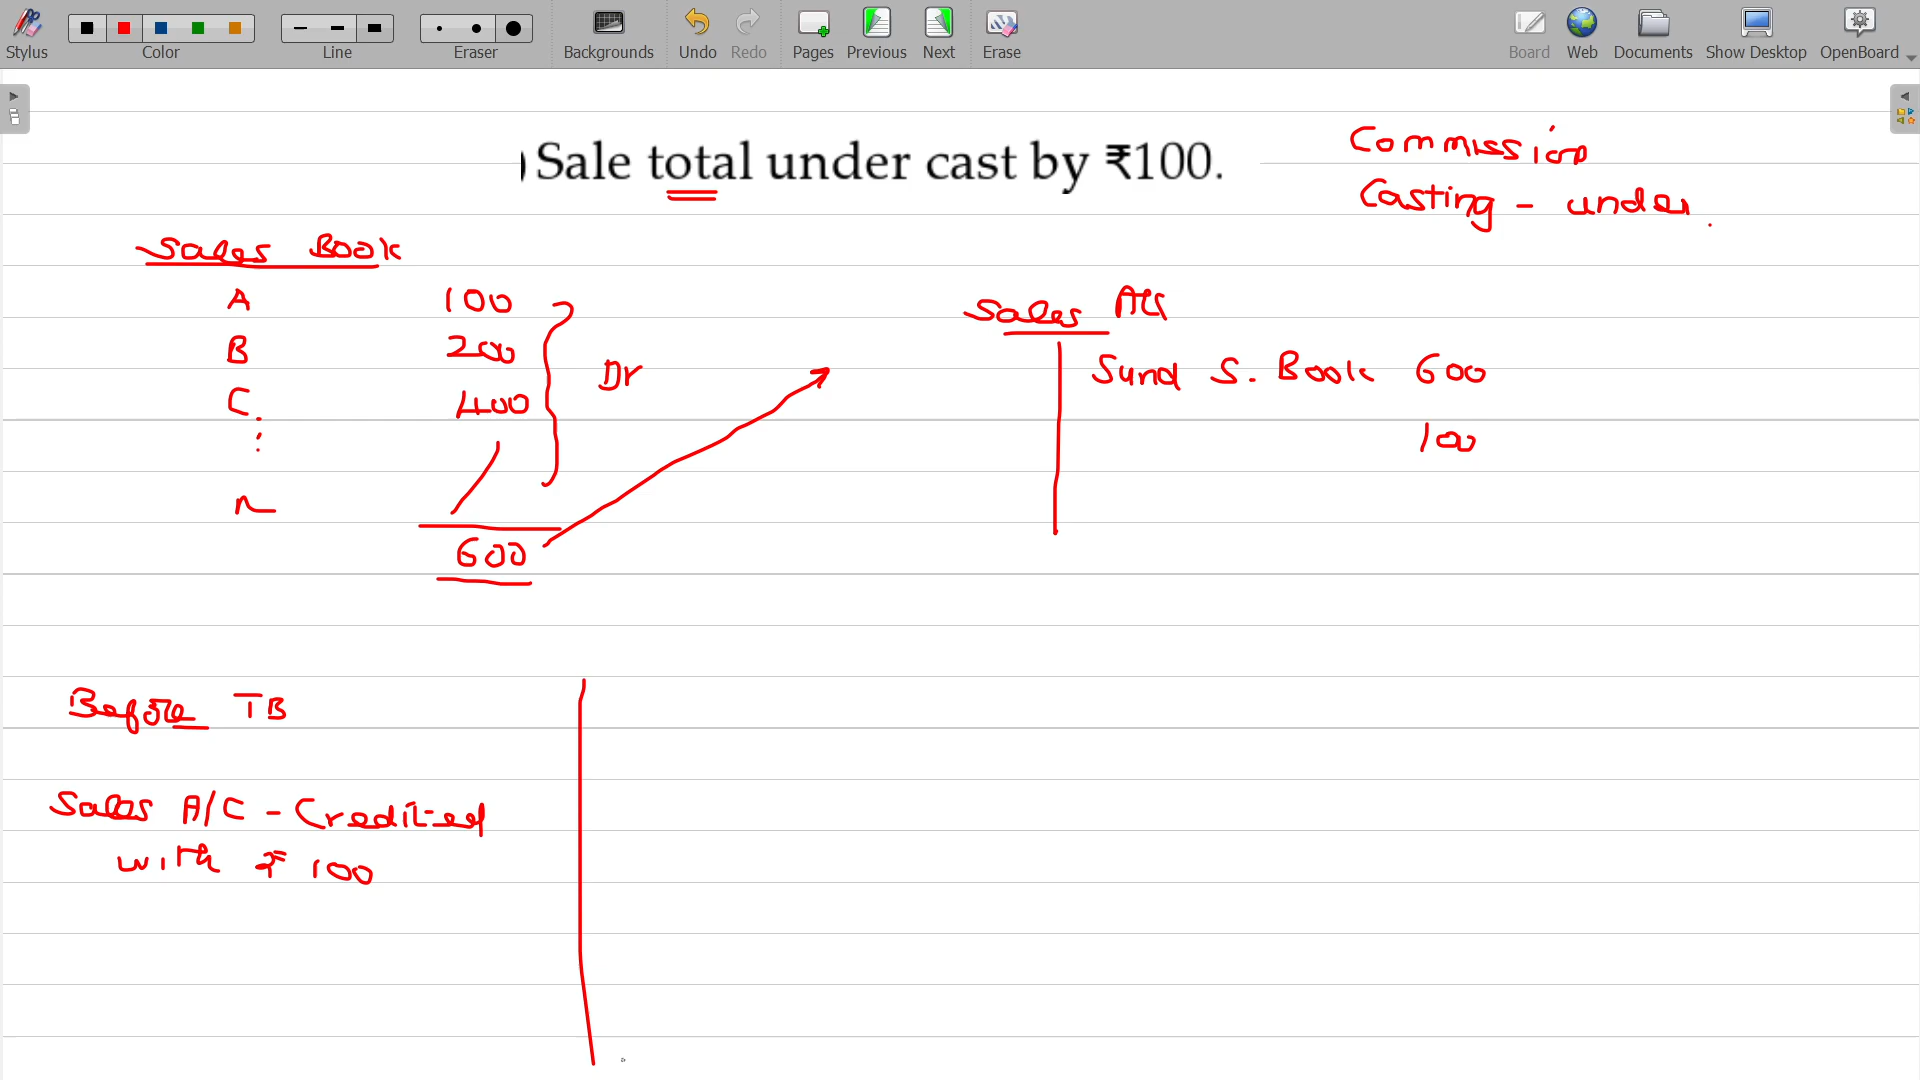 Stylus
Color
Line
Eraser
Backgrounds
Undo
Redo
Pages
Previous
Next
Erase
Board
Web
Documents
Show Desktop
OpenBoard
) Sale total under cast by ₹100.
Commission
Casting - under.
Sales Book
A 100
B 200
C 400
600
Dr
Sales A/c
Sund S. Book 600
100
Before TB
Sales A/C - Credited
with ₹ 100